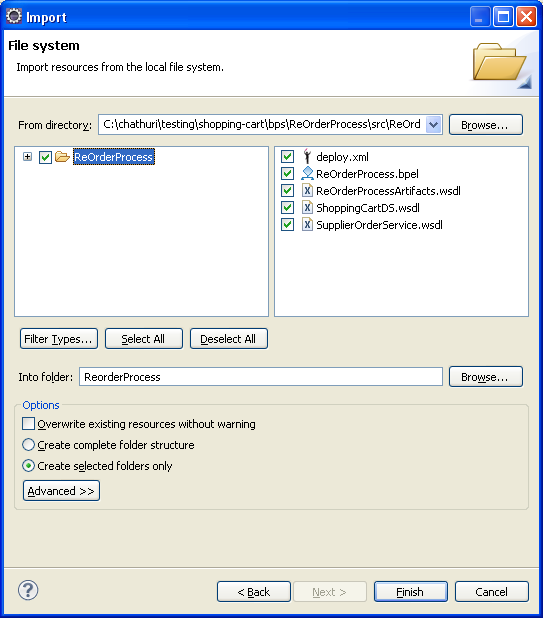 Import
File system
Import resources from the local file system.
From directory: C:\chathuri\testing\shopping-cart\bps\ReOrderProcess\src\ReOrd Browse...
ReOrderProcess
deploy.xml
ReOrderProcess.bpel
ReOrderProcessArtifacts.wsdl
ShoppingCartDS.wsdl
SupplierOrderService.wsdl
Filter Types... Select All Deselect All
Into folder: ReorderProcess Browse...
Options
Overwrite existing resources without warning
Create complete folder structure
Create selected folders only
Advanced >>
? < Back Next > Finish Cancel